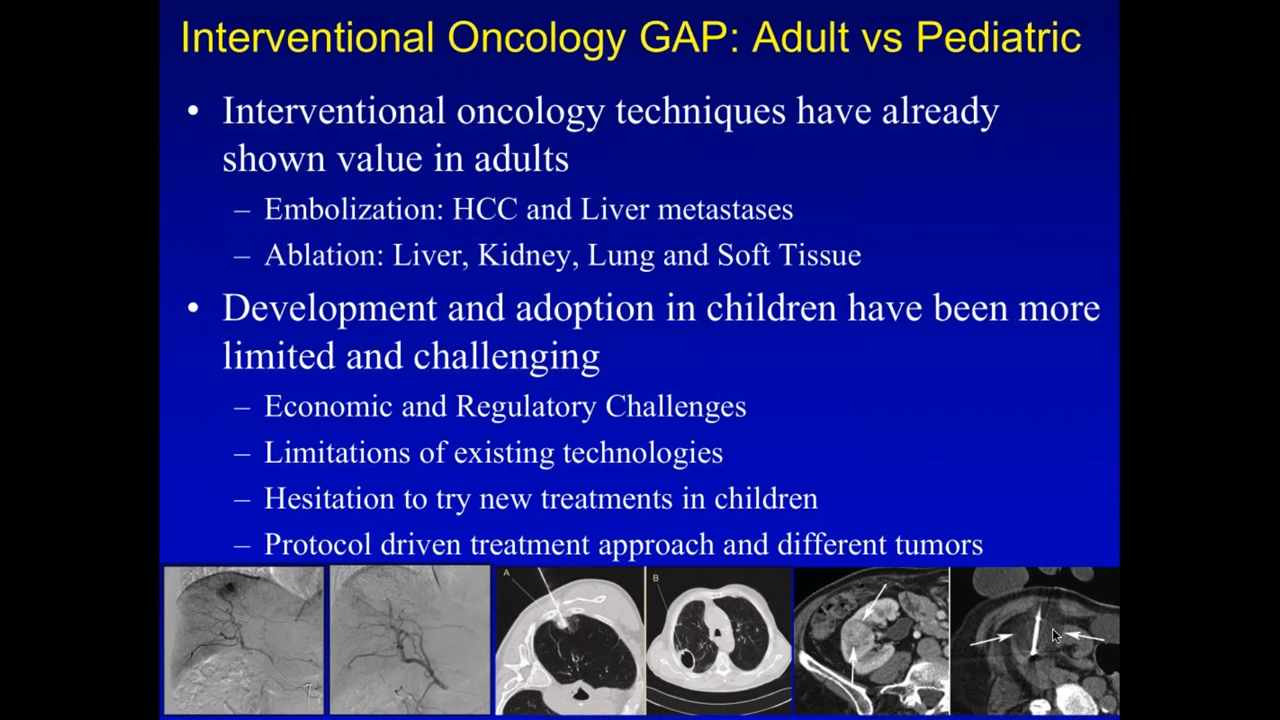 Interventional Oncology GAP: Adult vs Pediatric
• Interventional oncology techniques have already
shown value in adults
– Embolization: HCC and Liver metastases
– Ablation: Liver, Kidney, Lung and Soft Tissue
• Development and adoption in children have been more
limited and challenging
– Economic and Regulatory Challenges
– Limitations of existing technologies
– Hesitation to try new treatments in children
– Protocol driven treatment approach and different tumors
A
B